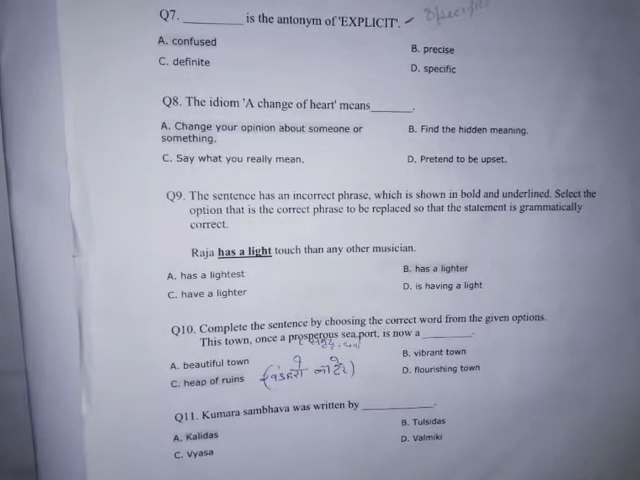 Q7. ________ is the antonym of 'EXPLICIT'. Specific
A. confused B. precise
C. definite D. specific
Q8. The idiom 'A change of heart' means_______.
A. Change your opinion about someone or something. B. Find the hidden meaning.
C. Say what you really mean. D. Pretend to be upset.
Q9. The sentence has an incorrect phrase, which is shown in bold and underlined. Select the
option that is the correct phrase to be replaced so that the statement is grammatically
correct.
Raja has a light touch than any other musician.
A. has a lightest B. has a lighter
C. have a lighter D. is having a light
Q10. Complete the sentence by choosing the correct word from the given options.
This town, once a prosperous sea port, is now a _________.
A. beautiful town B. vibrant town
C. heap of ruins D. flourishing town
Q11. Kumara sambhava was written by __________.
A. Kalidas B. Tulsidas
C. Vyasa D. Valmiki